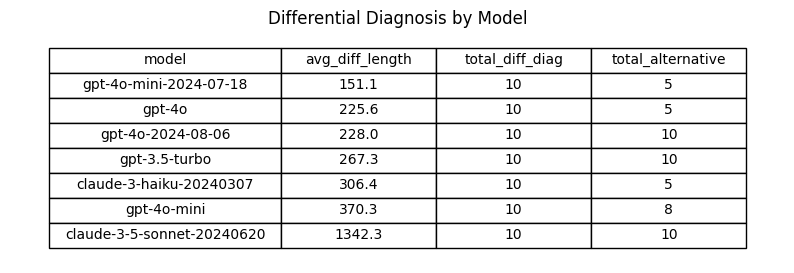 Differential Diagnosis by Model
model avg_diff_length total_diff_diag total_alternative
gpt-4o-mini-2024-07-18 151.1 10 5
gpt-4o 225.6 10 5
gpt-4o-2024-08-06 228.0 10 10
gpt-3.5-turbo 267.3 10 10
claude-3-haiku-20240307 306.4 10 5
gpt-4o-mini 370.3 10 8
claude-3-5-sonnet-20240620 1342.3 10 10